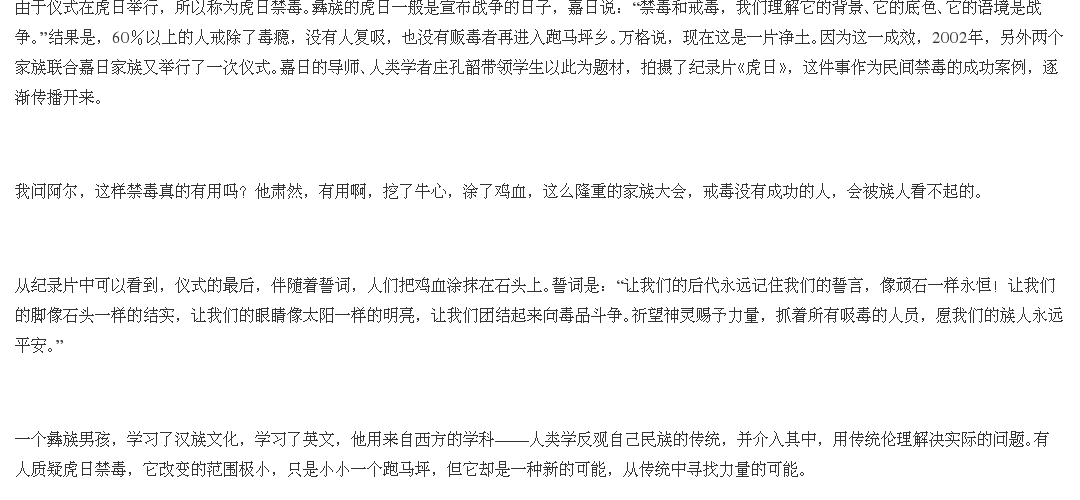 由于仪式在虎日举行，所以称为虎日禁毒。彝族的虎日一般是宣布战争的日子，嘉日说：“禁毒和戒毒，我们理解它的背景、它的底色、它的语境是战
争。”结果是，60%以上的人戒除了毒瘾，没有人复吸，也没有贩毒者再进入跑马坪乡。万格说，现在这是一片净土。因为这一成效，2002年，另外两个
家族联合嘉日家族又举行了一次仪式。嘉日的导师、人类学者庄孔韶带领学生以此为题材，拍摄了纪录片《虎日》，这件事作为民间禁毒的成功案例，逐
渐传播开来。
我问阿尔，这样禁毒真的有用吗？他肃然，有用啊，挖了牛心，涂了鸡血，这么隆重的家族大会，戒毒没有成功的人，会被族人看不起的。
从纪录片中可以看到，仪式的最后，伴随着誓词，人们把鸡血涂抹在石头上。誓词是：“让我们的后代永远记住我们的誓言，像顽石一样永恒！让我们
的脚像石头一样的结实，让我们的眼睛像太阳一样的明亮，让我们团结起来向毒品斗争。祈望神灵赐予力量，抓着所有吸毒的人员，愿我们的族人永远
平安。”
一个彝族男孩，学习了汉族文化，学习了英文，他用来自西方的学科——人类学反观自己民族的传统，并介入其中，用传统伦理解决实际的问题。有
人质疑虎日禁毒，它改变的范围极小，只是小小一个跑马坪，但它却是一种新的可能，从传统中寻找力量的可能。